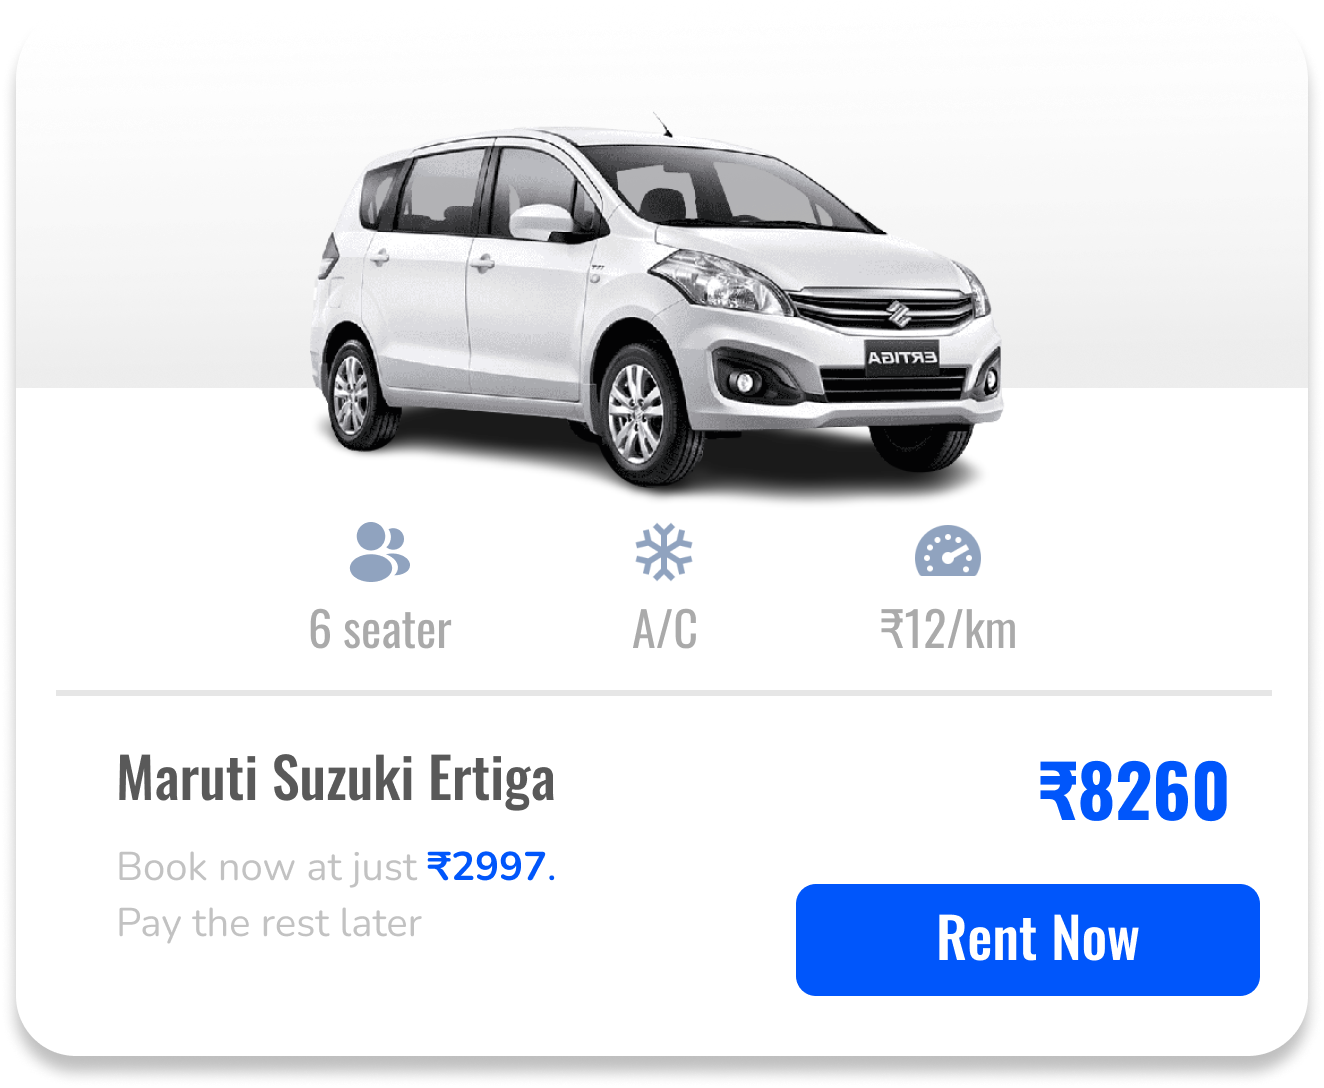 ERTIGA
6 seater
A/C
₹12/km
Maruti Suzuki Ertiga
₹8260
Book now at just ₹2997.
Pay the rest later
Rent Now